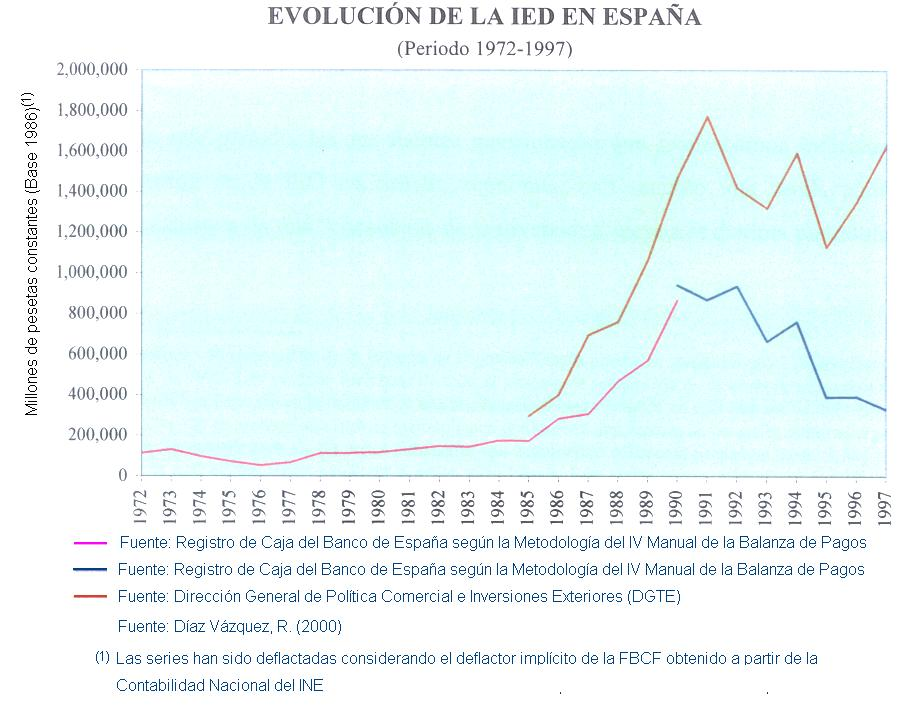 EVOLUCIÓN DE LA IED EN ESPAÑA
(Periodo 1972-1997)
Millones de pesetas constantes (Base 1986)(1)
2,000,000
1,800,000
1,600,000
1,400,000
1,200,000
1,000,000
800,000
600,000
400,000
200,000
0
1972 1973 1974 1975 1976 1977 1978 1979 1980 1981 1982 1983 1984 1985 1986 1987 1988 1989 1990 1991 1992 1993 1994 1995 1996 1997
Fuente: Registro de Caja del Banco de España según la Metodología del IV Manual de la Balanza de Pagos
Fuente: Registro de Caja del Banco de España según la Metodología del IV Manual de la Balanza de Pagos
Fuente: Dirección General de Política Comercial e Inversiones Exteriores (DGTE)
Fuente: Díaz Vázquez, R. (2000)
(1) Las series han sido deflactadas considerando el deflactor implícito de la FBCF obtenido a partir de la
Contabilidad Nacional del INE